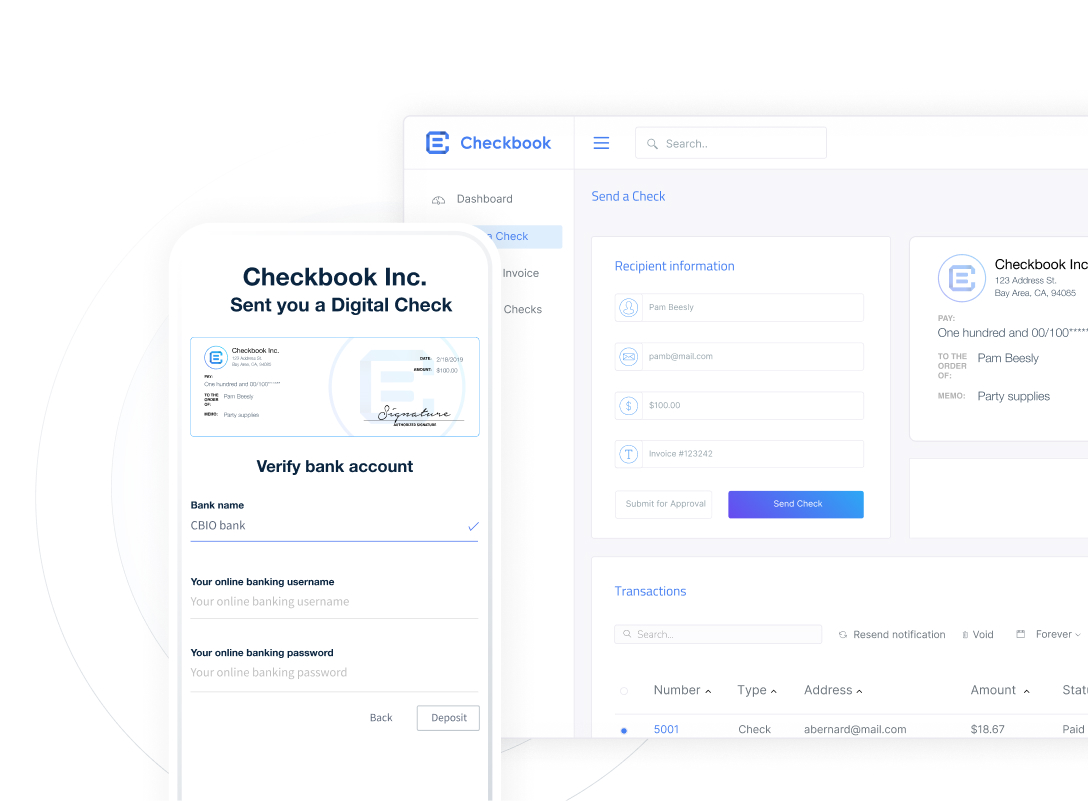 Checkbook
Search..
Dashboard
a Check
Invoice
Checks
Send a Check
Recipient information
Pam Beesly
pamb@mail.com
$
$100.00
T
Invoice #123242
Submit for Approval
Send Check
Checkbook Inc
123 Address St.
Bay Area, CA, 94085
PAY:
One hundred and 00/100*****
TO THE
ORDER
OF:
Pam Beesly
MEMO:
Party supplies
Transactions
Search...
Resend notification
Void
Forever
Number
Type
Address
Amount
Statu
5001
Check
abernard@mail.com
$18.67
Paid
Checkbook Inc.
Sent you a Digital Check
Checkbook Inc.
123 Address St.
Bay Area, CA, 94085
DATE: 2/18/2019
AMOUNT: $100.00
PAY:
One hundred and 00/100******
TO THE
ORDER
OF:
Pam Beesly
MEMO: Party supplies
Signature
AUTHORIZED SIGNATURE
Verify bank account
Bank name
CBIO bank
Your online banking username
Your online banking username
Your online banking password
Your online banking password
Back
Deposit